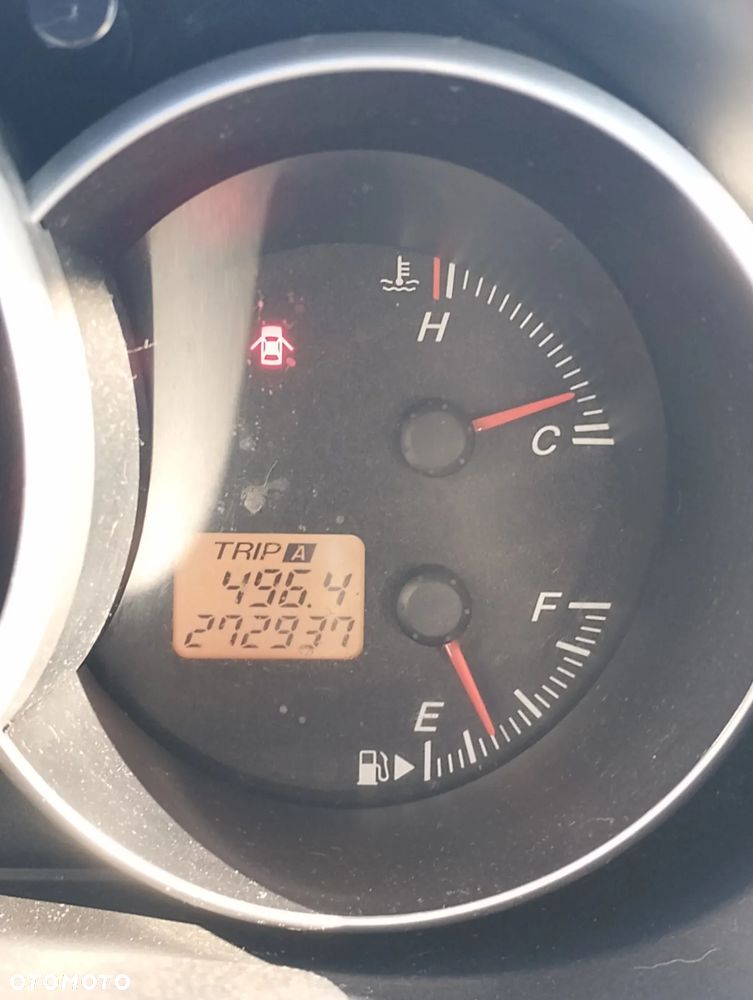 H
C
TRIP A
496.4
272937
F
E
OTOMOTO